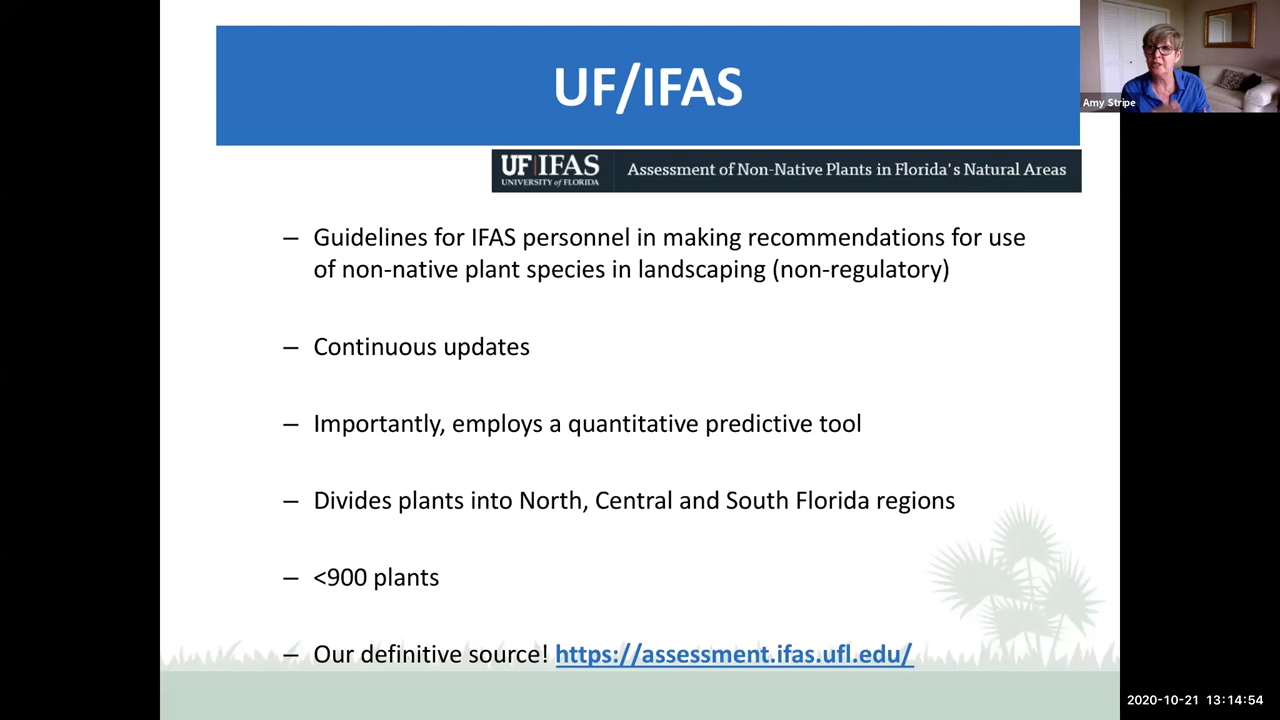 UF/IFAS
Amy Stripe
UF|IFAS
UNIVERSITY of FLORIDA
Assessment of Non-Native Plants in Florida's Natural Areas
– Guidelines for IFAS personnel in making recommendations for use
of non-native plant species in landscaping (non-regulatory)
– Continuous updates
– Importantly, employs a quantitative predictive tool
– Divides plants into North, Central and South Florida regions
– <900 plants
– Our definitive source! https://assessment.ifas.ufl.edu/
2020-10-21 13:14:54